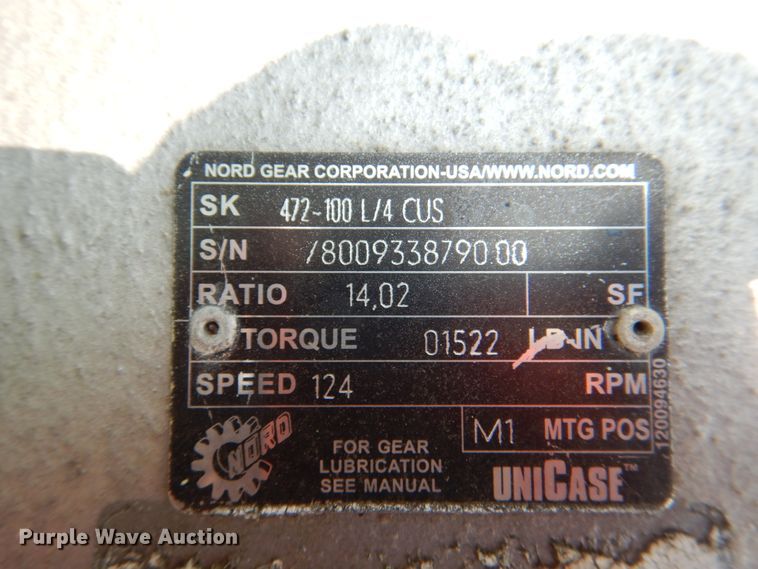 NORD GEAR CORPORATION-USA/WWW.NORD.COM
SK 472-100 L/4 CUS
S/N /8009338790 00
RATIO 14,02 SF
TORQUE 01522 LB-IN
SPEED 124 RPM
M1 MTG POS
120094630
NORD
FOR GEAR
LUBRICATION
SEE MANUAL
UNICASE™
Purple Wave Auction